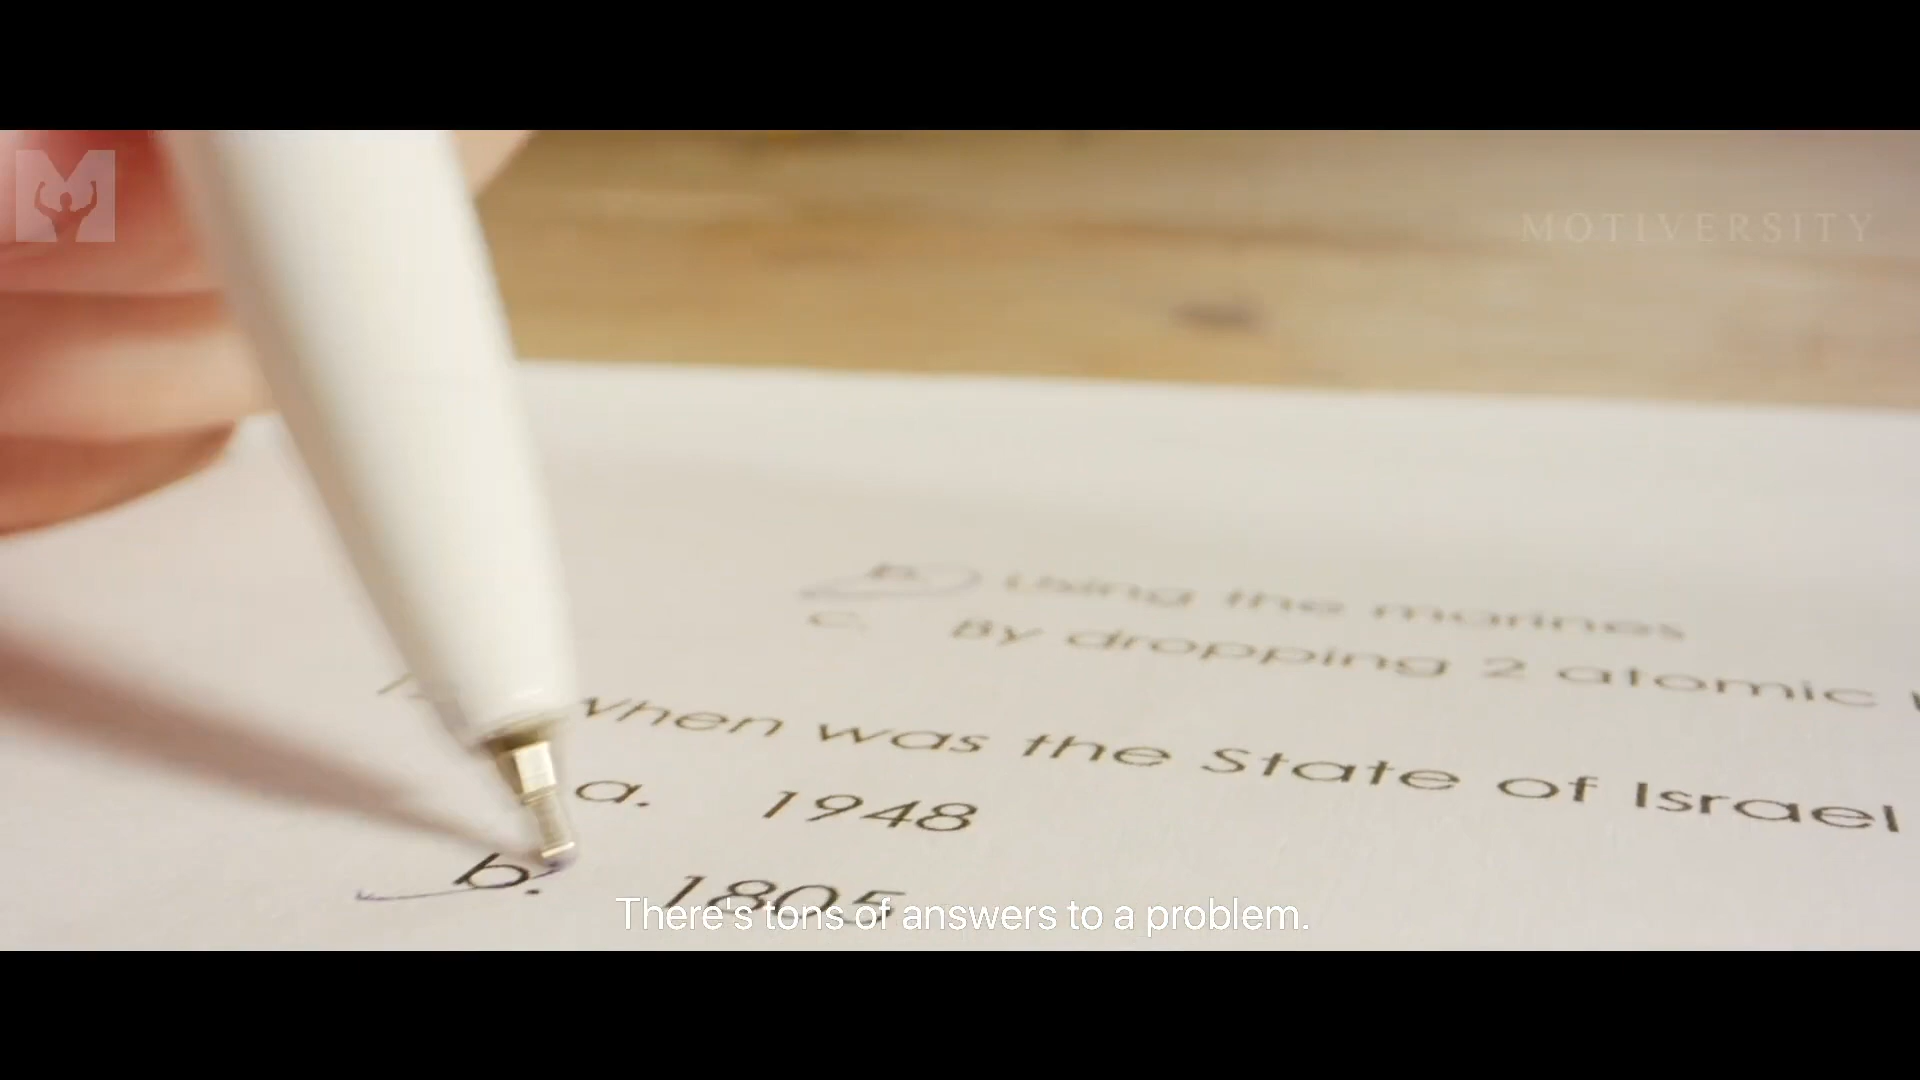 M
MOTIVERSITY
b. Using the marines
c. By dropping 2 atomic
when was the State of Israel
a. 1948
b. 1805
There's tons of answers to a problem.